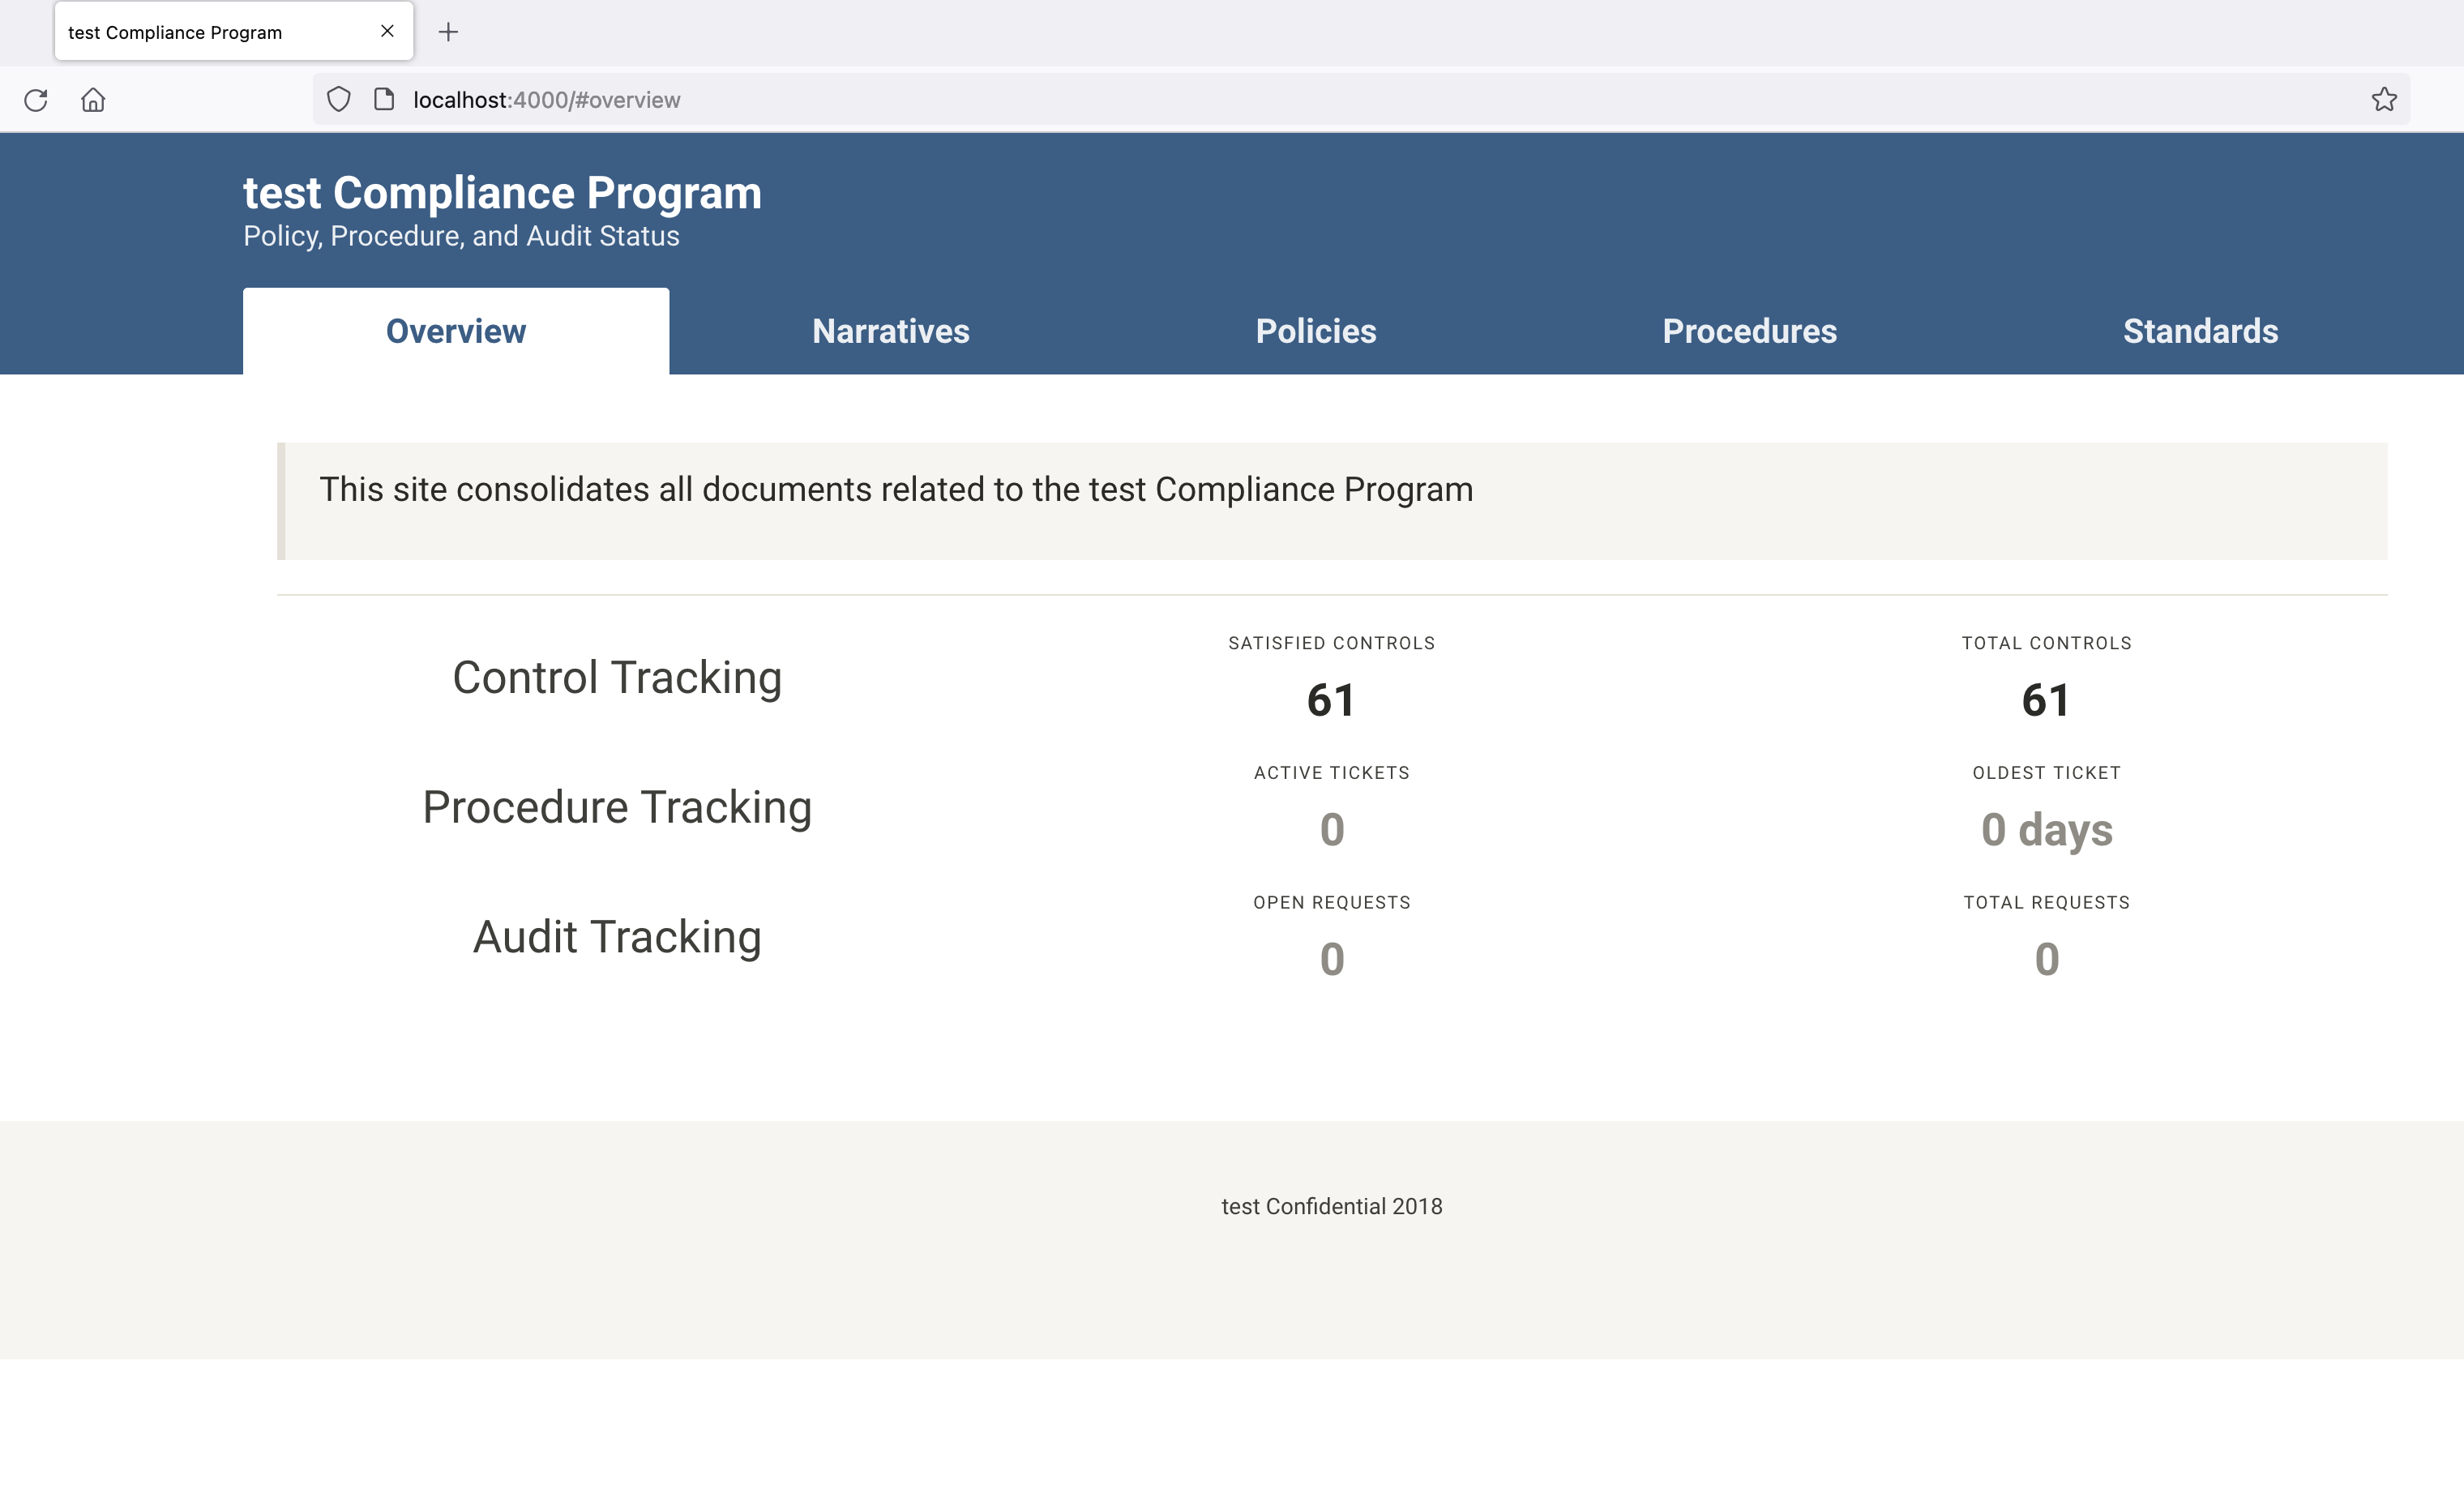 test Compliance Program
localhost:4000/#overview
test Compliance Program
Policy, Procedure, and Audit Status
Overview
Narratives
Policies
Procedures
Standards
This site consolidates all documents related to the test Compliance Program
Control Tracking
SATISFIED CONTROLS
61
TOTAL CONTROLS
61
Procedure Tracking
ACTIVE TICKETS
0
OLDEST TICKET
0 days
Audit Tracking
OPEN REQUESTS
0
TOTAL REQUESTS
0
test Confidential 2018